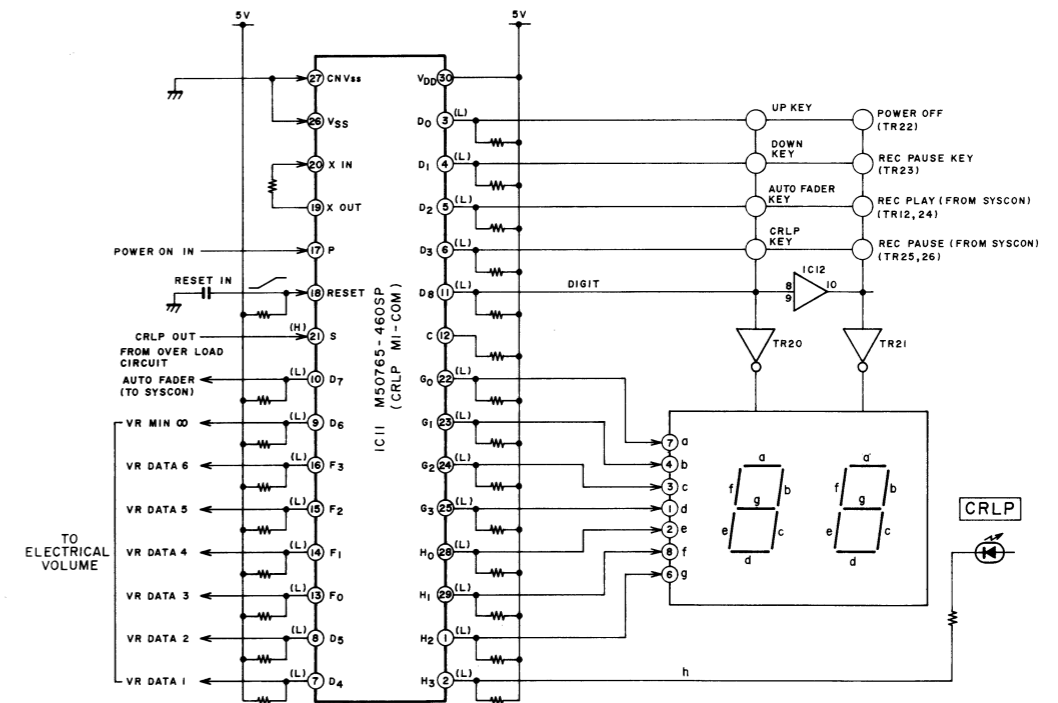 5V
5V
27 CNVss
VDD 30
26 VSS
D0 3 (L)
UP KEY
POWER OFF
(TR22)
20 X IN
D1 4 (L)
DOWN
KEY
REC PAUSE KEY
(TR23)
19 X OUT
D2 5 (L)
AUTO FADER
KEY
REC PLAY (FROM SYSCON)
(TR12, 24)
POWER ON IN
17 P
D3 6 (L)
CRLP
KEY
REC PAUSE (FROM SYSCON)
(TR25, 26)
RESET IN
18 RESET
D8 11 (L)
DIGIT
8
9
IC12
10
CRLP OUT
FROM OVER LOAD
CIRCUIT
(H)
21 S
C 12
TR20
TR21
AUTO FADER
(TO SYSCON)
(L)
10 D7
G0 22 (L)
VR MIN ∞
(L)
9 D6
G1 23 (L)
VR DATA 6
(L)
16 F3
G2 24 (L)
VR DATA 5
(L)
15 F2
G3 25 (L)
VR DATA 4
(L)
14 F1
H0 28 (L)
VR DATA 3
(L)
13 F0
H1 29 (L)
VR DATA 2
(L)
8 D5
H2 1 (L)
VR DATA 1
(L)
7 D4
H3 2 (L)
h
TO
ELECTRICAL
VOLUME
IC11 M50765-460SP
(CRLP MI-COM)
7 a
4 b
3 c
1 d
2 e
8 f
6 g
a
f
b
g
e
c
d
a
f
b
g
e
c
d
CRLP